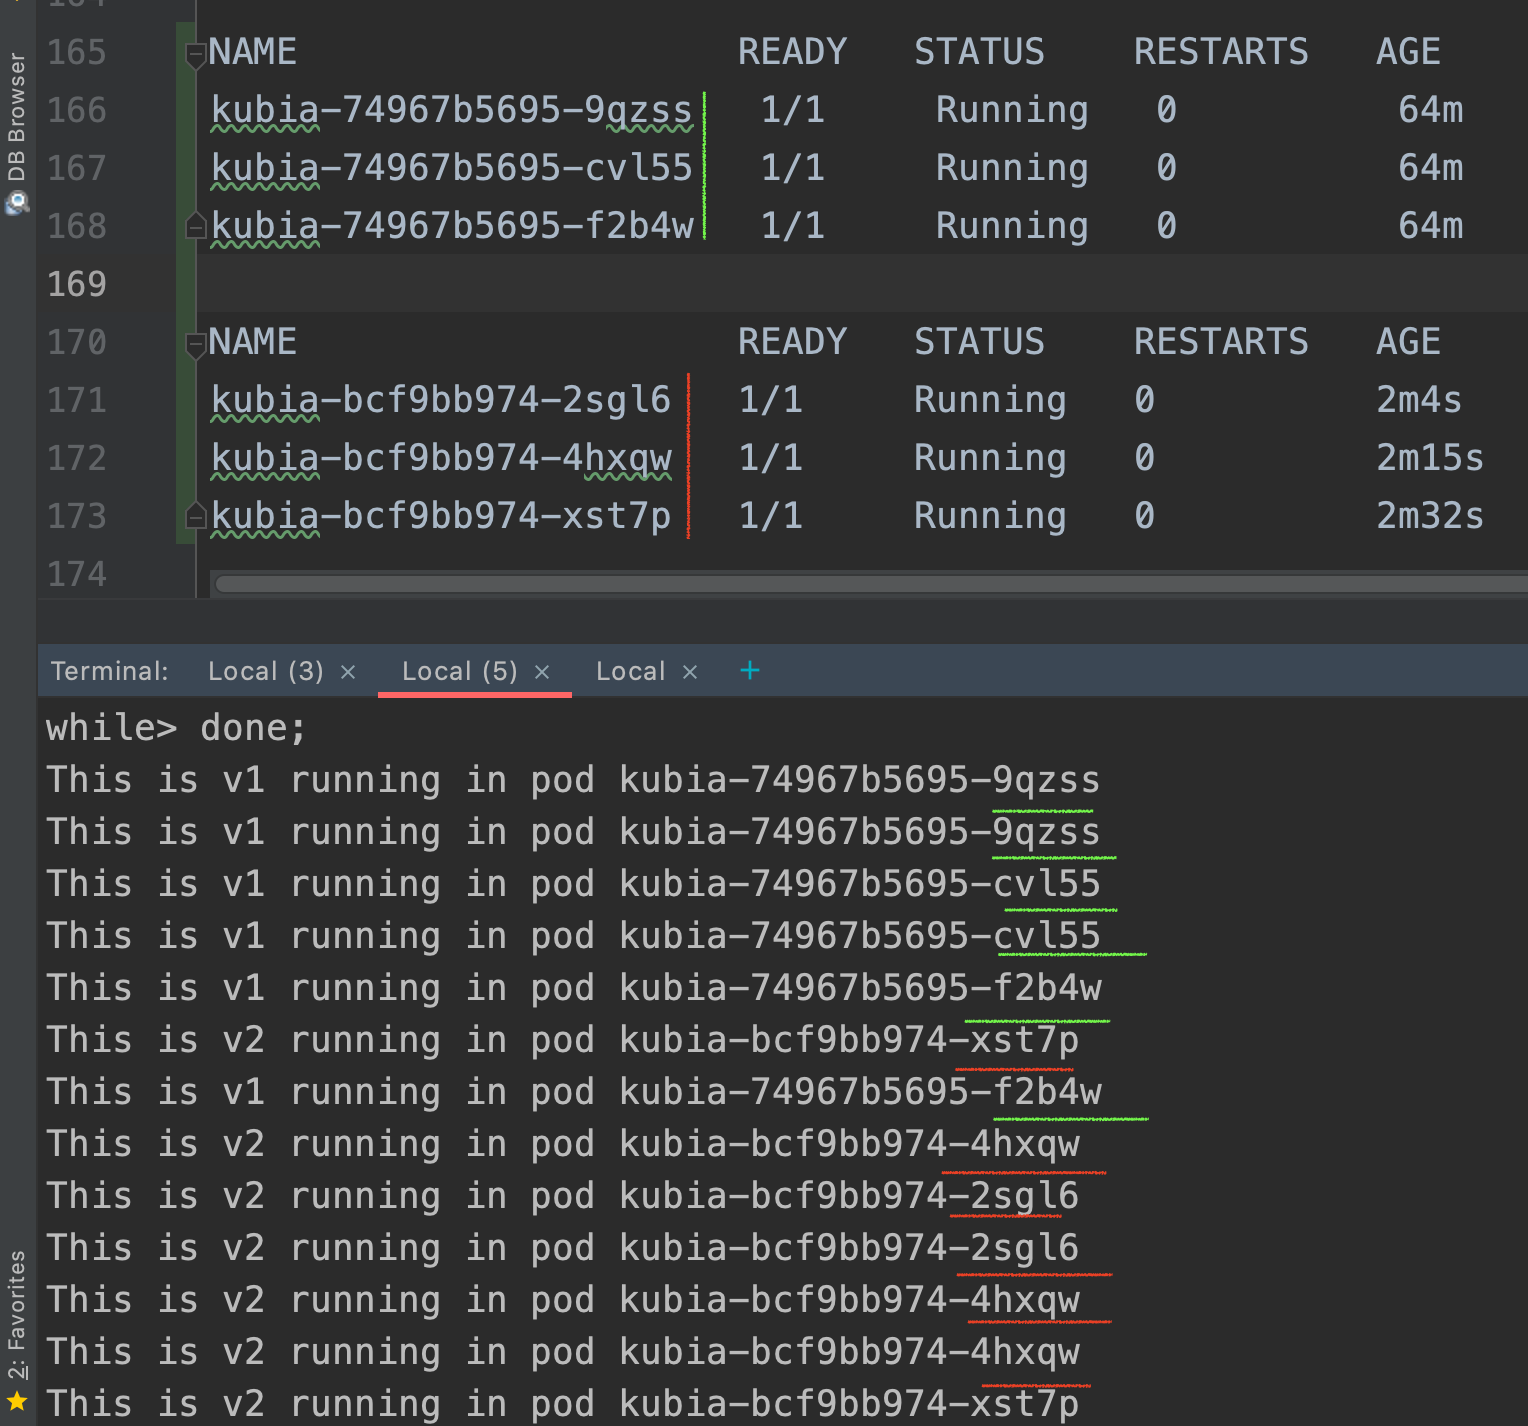 164
165 NAME READY STATUS RESTARTS AGE
166 kubia-74967b5695-9qzss 1/1 Running 0 64m
167 kubia-74967b5695-cvl55 1/1 Running 0 64m
168 kubia-74967b5695-f2b4w 1/1 Running 0 64m
169
170 NAME READY STATUS RESTARTS AGE
171 kubia-bcf9bb974-2sgl6 1/1 Running 0 2m4s
172 kubia-bcf9bb974-4hxqw 1/1 Running 0 2m15s
173 kubia-bcf9bb974-xst7p 1/1 Running 0 2m32s
174
DB Browser
Terminal: Local (3) × Local (5) × Local × +
while> done;
This is v1 running in pod kubia-74967b5695-9qzss
This is v1 running in pod kubia-74967b5695-9qzss
This is v1 running in pod kubia-74967b5695-cvl55
This is v1 running in pod kubia-74967b5695-cvl55
This is v1 running in pod kubia-74967b5695-f2b4w
This is v2 running in pod kubia-bcf9bb974-xst7p
This is v1 running in pod kubia-74967b5695-f2b4w
This is v2 running in pod kubia-bcf9bb974-4hxqw
This is v2 running in pod kubia-bcf9bb974-2sgl6
This is v2 running in pod kubia-bcf9bb974-2sgl6
This is v2 running in pod kubia-bcf9bb974-4hxqw
This is v2 running in pod kubia-bcf9bb974-4hxqw
This is v2 running in pod kubia-bcf9bb974-xst7p
2: Favorites